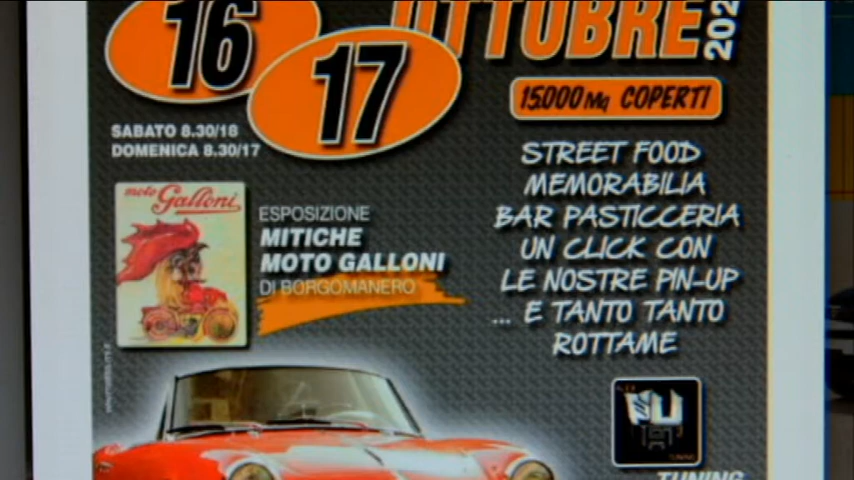 16
17
OTTOBRE
202
15.000 Mq COPERTI
SABATO 8.30/18
DOMENICA 8.30/17
STREET FOOD
MEMORABILIA
BAR PASTICCERIA
UN CLICK CON
LE NOSTRE PIN-UP
... E TANTO TANTO
ROTTAME
moto Galloni
ESPOSIZIONE
MITICHE
MOTO GALLONI
DI BORGOMANERO
TUNING